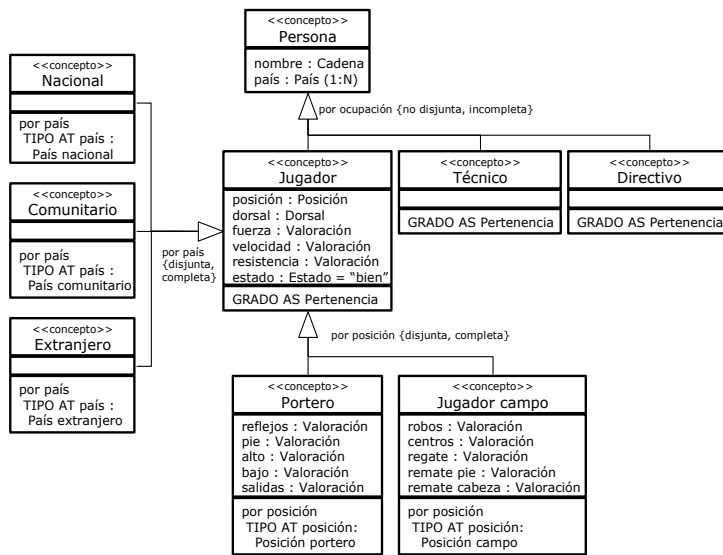 <<concepto>>
Persona
nombre : Cadena
país : País (1:N)
<<concepto>>
Nacional
por país
TIPO AT país :
País nacional
por ocupación {no disjunta, incompleta}
<<concepto>>
Jugador
posición : Posición
dorsal : Dorsal
fuerza : Valoración
velocidad : Valoración
resistencia : Valoración
estado : Estado = “bien”
GRADO AS Pertenencia
<<concepto>>
Técnico
GRADO AS Pertenencia
<<concepto>>
Directivo
GRADO AS Pertenencia
<<concepto>>
Comunitario
por país
TIPO AT país :
País comunitario
por país
{disjunta,
completa}
<<concepto>>
Extranjero
por país
TIPO AT país :
País extranjero
por posición {disjunta, completa}
<<concepto>>
Portero
reflejos : Valoración
pie : Valoración
alto : Valoración
bajo : Valoración
salidas : Valoración
por posición
TIPO AT posición:
Posición portero
<<concepto>>
Jugador campo
robos : Valoración
centros : Valoración
regate : Valoración
remate pie : Valoración
remate cabeza : Valoración
por posición
TIPO AT posición:
Posición campo